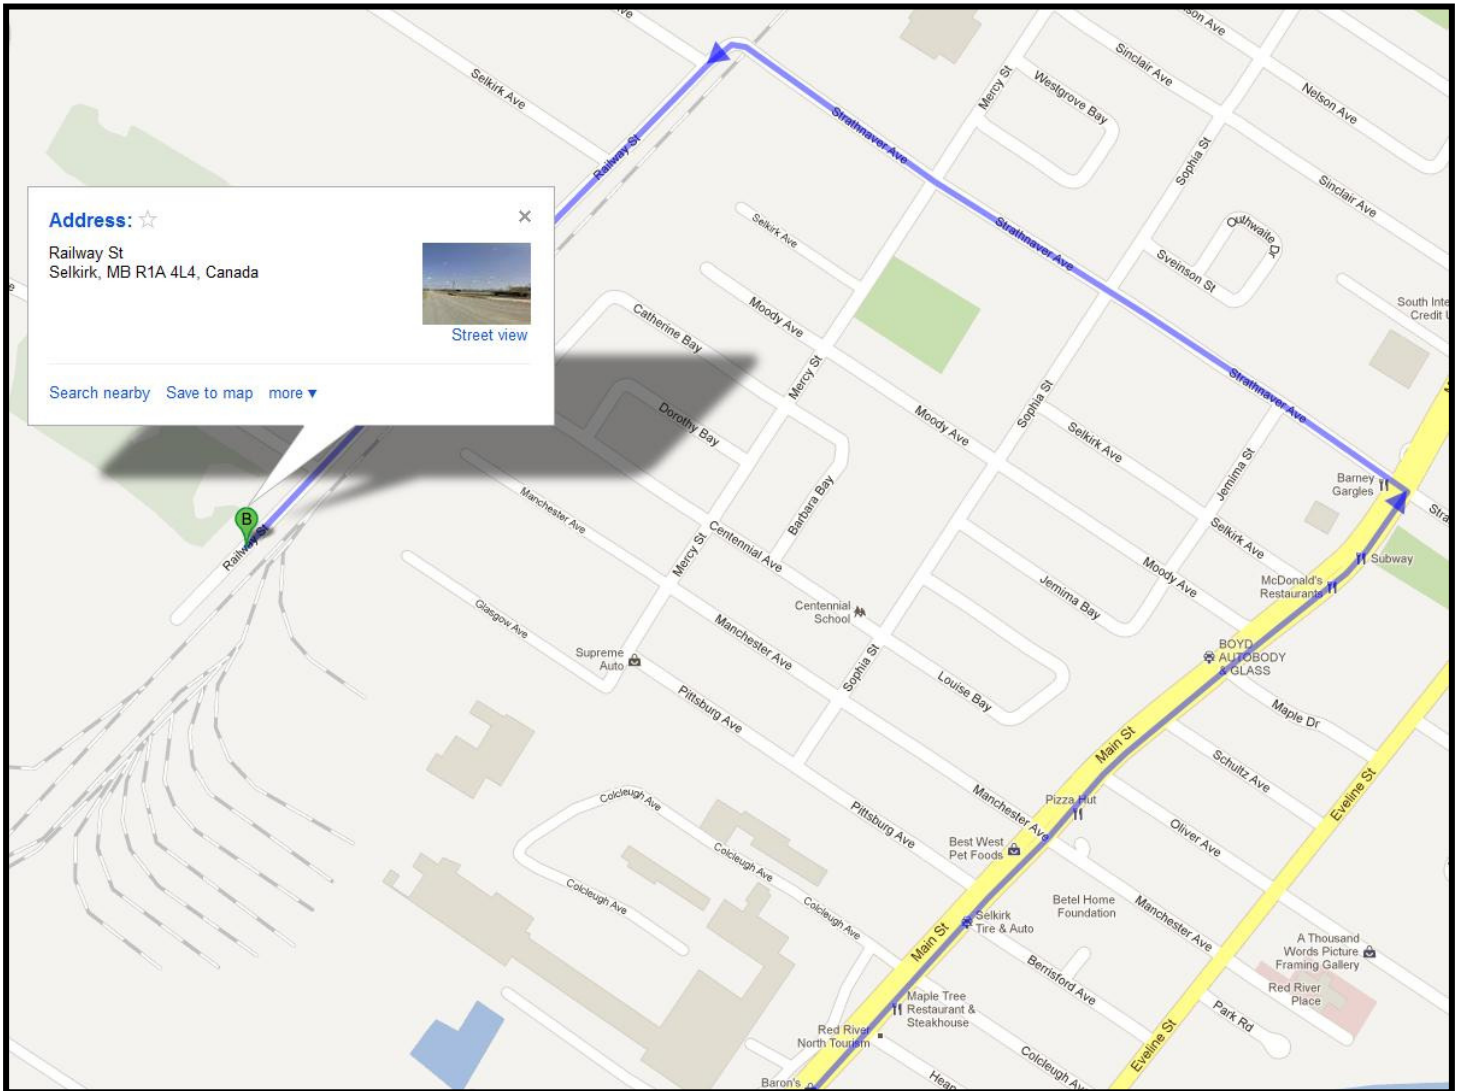 Selkirk Ave
Sinclair Ave
Nelson Ave
Mercy St
Westgrove Bay
Strathnaver Ave
Railway St
Sophia St
Sinclair Ave
Address:
Railway St
Selkirk, MB R1A 4L4, Canada
Street view
Search nearby Save to map more
Selkirk Ave
Strathnaver Ave
Outhwaite Dr
Sveinson St
Moody Ave
Catherine Bay
South Inte
Credit U
Mercy St
Dorothy Bay
Moody Ave
Sophia St
Selkirk Ave
Strathnaver Ave
Jemima St
Barney
Gargles
Manchester Ave
Barbara Bay
Selkirk Ave
B
Railway St
Mercy St
Centennial Ave
Moody Ave
Subway
McDonald's
Restaurants
Jemima Bay
Glasgow Ave
Centennial
School
Supreme
Auto
Manchester Ave
Sophia St
Louise Bay
BOYD
AUTOBODY
& GLASS
Pittsburg Ave
Maple Dr
Main St
Schultz Ave
Eveline St
Colcleugh Ave
Pizza Hut
Manchester Ave
Pittsburg Ave
Oliver Ave
Best West
Pet Foods
Colcleugh Ave
Colcleugh Ave
Colcleugh Ave
Betel Home
Foundation
Manchester Ave
Selkirk
Tire & Auto
Main St
A Thousand
Words Picture
Framing Gallery
Berrisford Ave
Red River
Place
Maple Tree
Restaurant &
Steakhouse
Park Rd
Red River
North Tourism
Eveline St
Colcleugh Av
Baron's